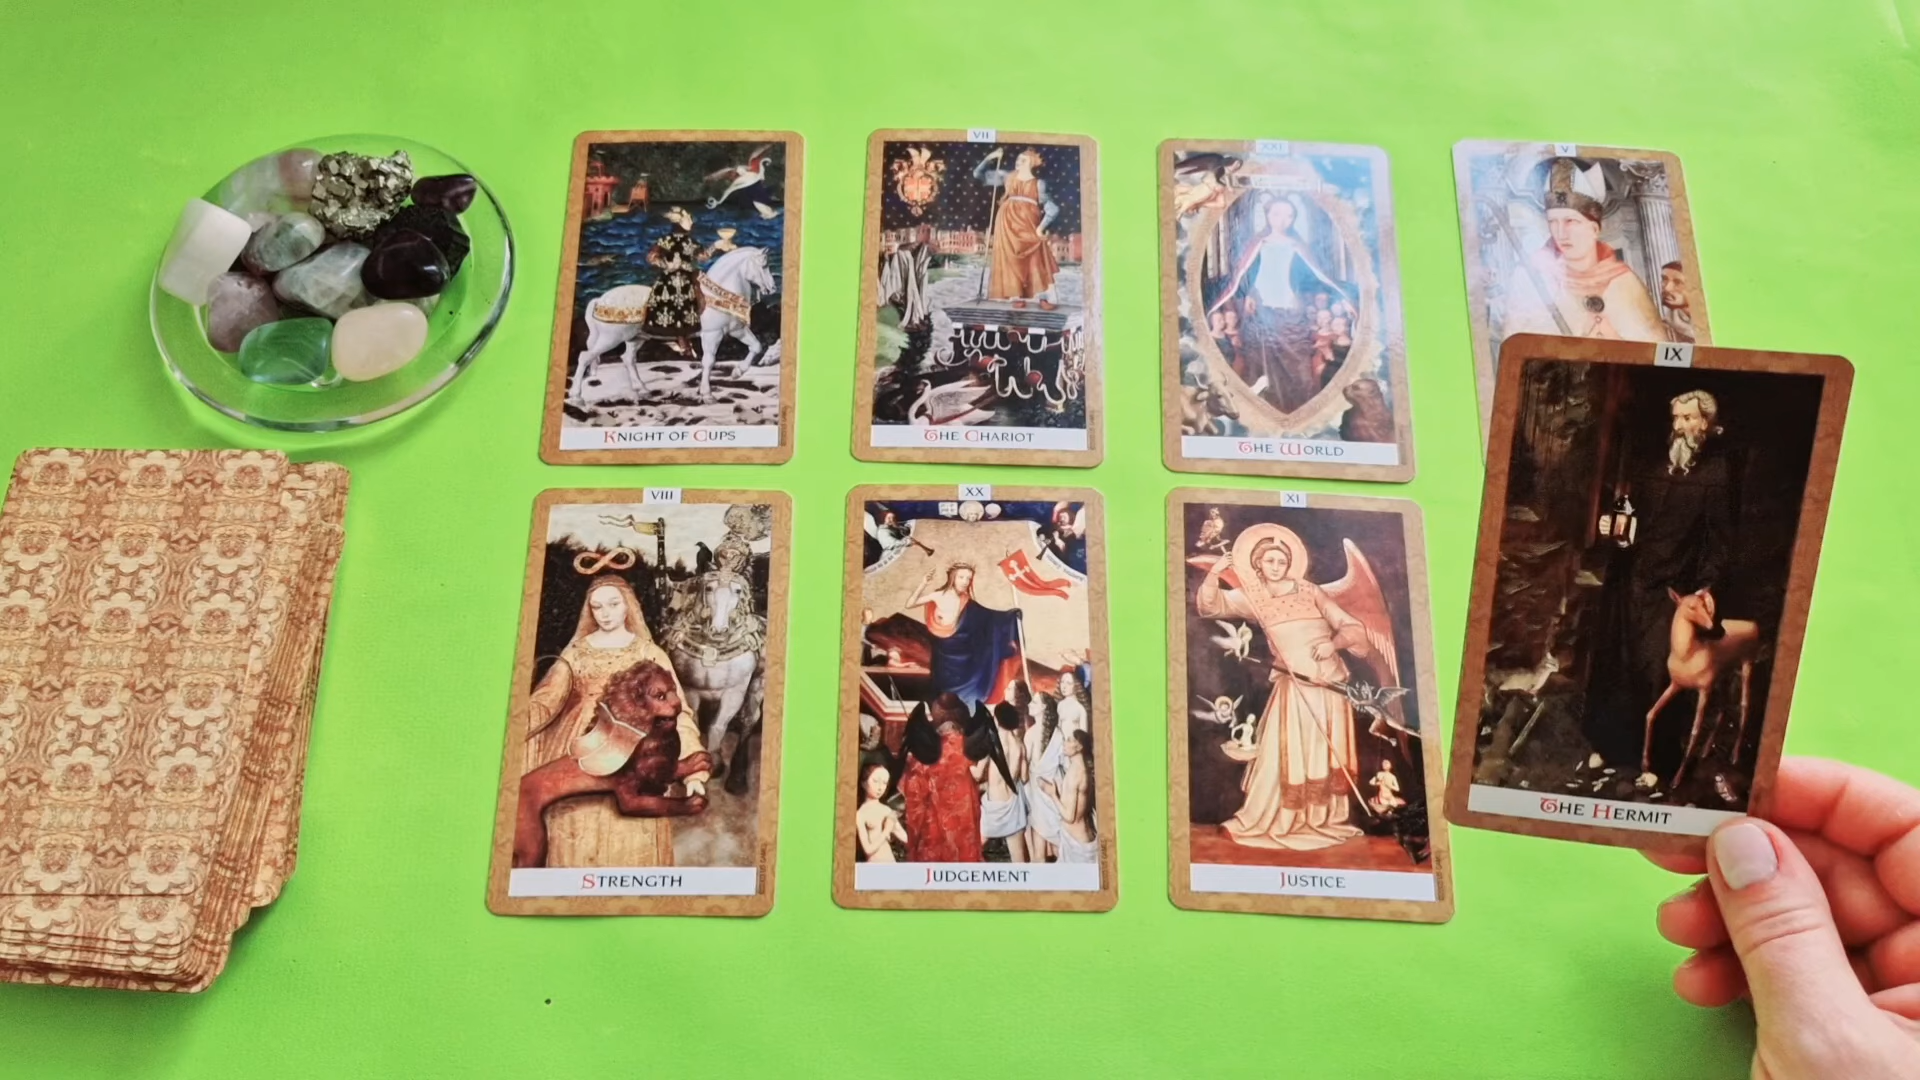 KNIGHT OF CUPS
VII
THE CHARIOT
XXI
THE WORLD
V
VIII
STRENGTH
XX
JUDGEMENT
XI
JUSTICE
IX
THE HERMIT